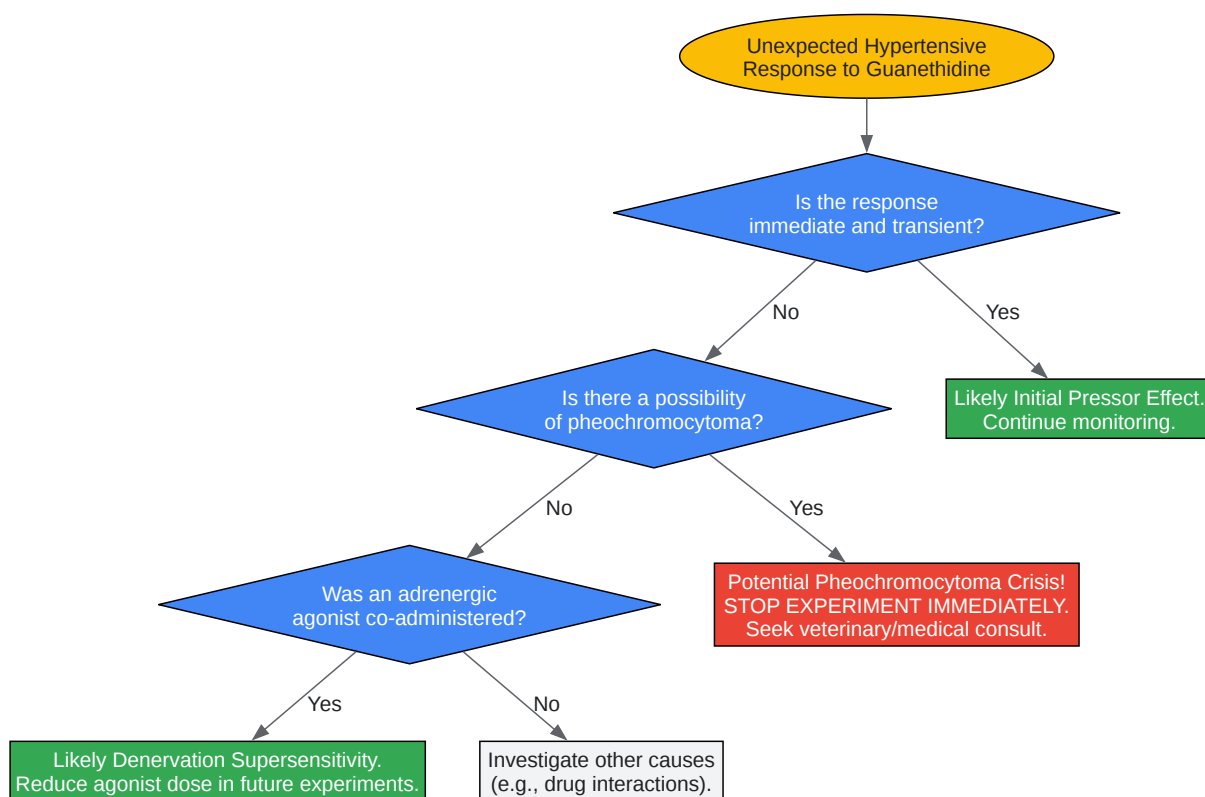 Unexpected Hypertensive
Response to Guanethidine
Is the response
immediate and transient?
No
Yes
Is there a possibility
of pheochromocytoma?
Likely Initial Pressor Effect.
Continue monitoring.
No
Yes
Was an adrenergic
agonist co-administered?
Potential Pheochromocytoma Crisis!
STOP EXPERIMENT IMMEDIATELY.
Seek veterinary/medical consult.
Yes
No
Likely Denervation Supersensitivity.
Reduce agonist dose in future experiments.
Investigate other causes
(e.g., drug interactions).